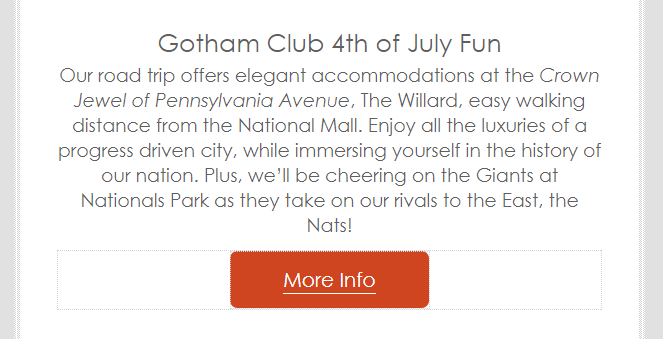 Gotham Club 4th of July Fun
Our road trip offers elegant accommodations at the Crown
Jewel of Pennsylvania Avenue, The Willard, easy walking
distance from the National Mall. Enjoy all the luxuries of a
progress driven city, while immersing yourself in the history of
our nation. Plus, we’ll be cheering on the Giants at
Nationals Park as they take on our rivals to the East, the
Nats!
More Info